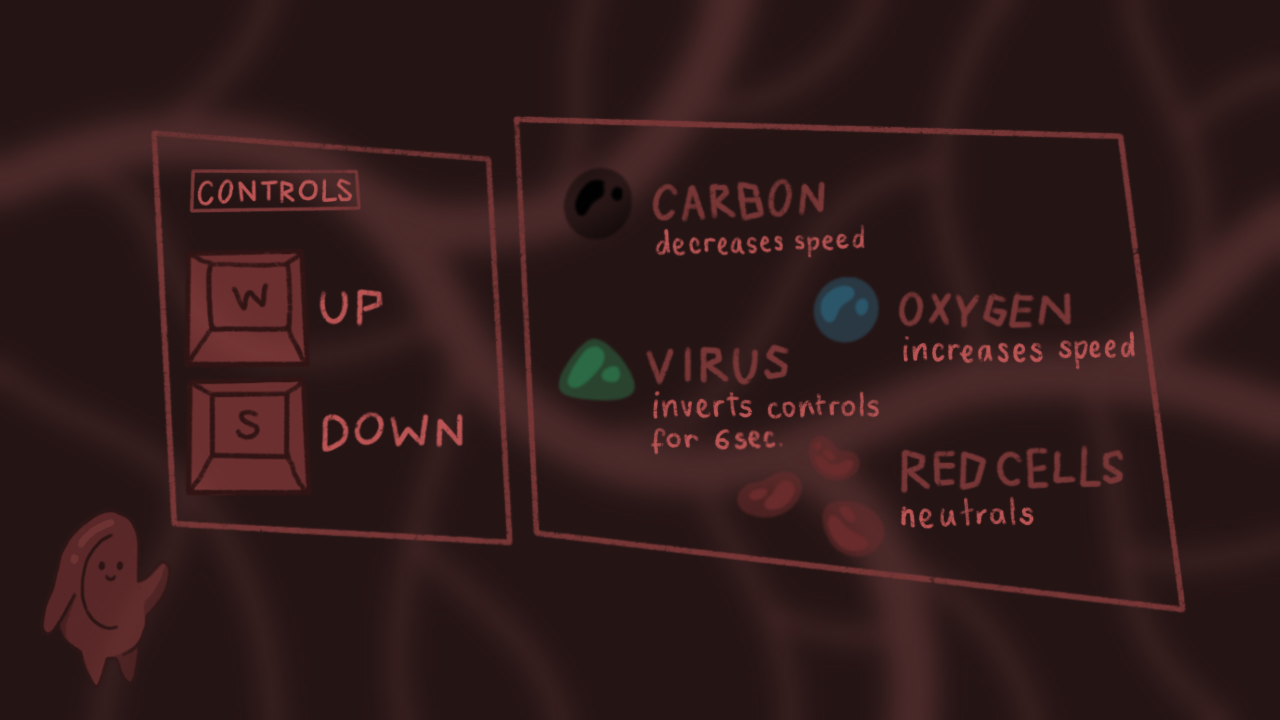 CONTROLS
W
UP
S
DOWN
CARBON
decreases speed
OXYGEN
increases speed
VIRUS
inverts controls
for 6sec.
RED CELLS
neutrals